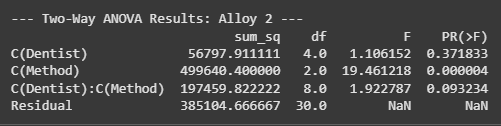 --- Two-Way ANOVA Results: Alloy 2 ---
sum_sq df F PR(>F)
C(Dentist) 56797.911111 4.0 1.106152 0.371833
C(Method) 499640.400000 2.0 19.461218 0.000004
C(Dentist):C(Method) 197459.822222 8.0 1.922787 0.093234
Residual 385104.666667 30.0 NaN NaN